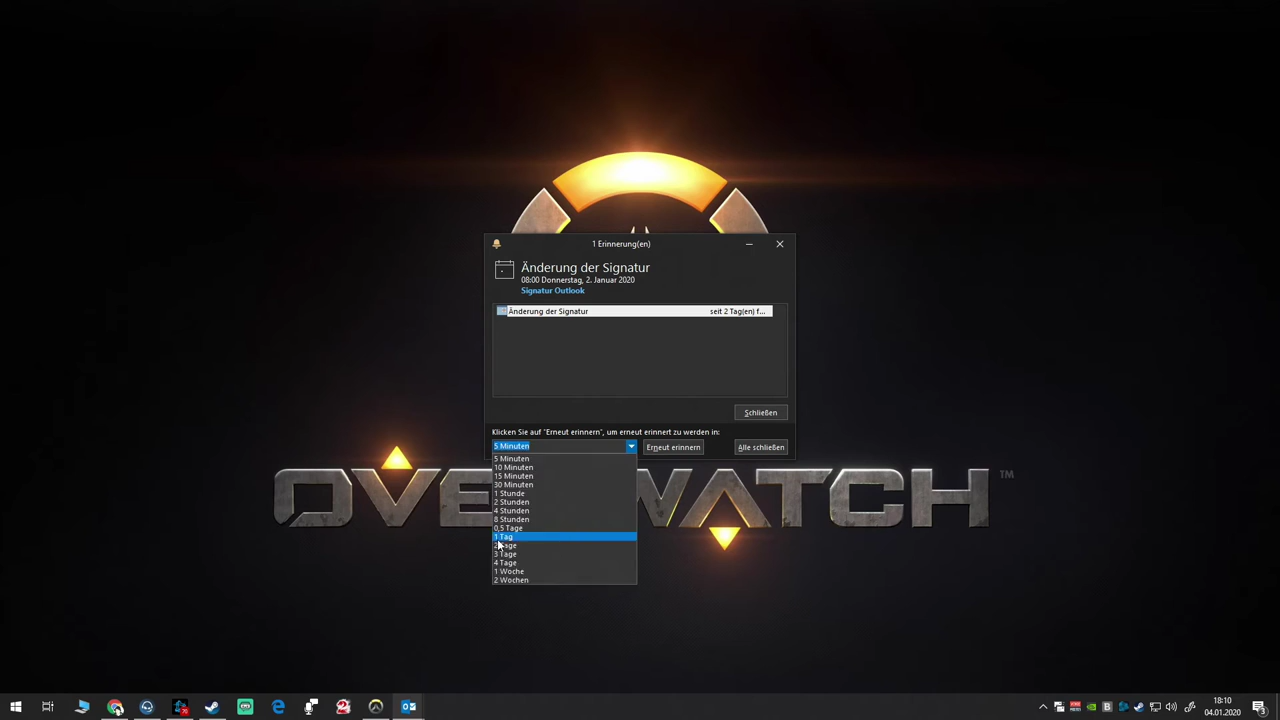 1 Erinnerung(en)
Änderung der Signatur
08:00 Donnerstag, 2. Januar 2020
Signatur Outlook
Änderung der Signatur seit 2 Tag(en) f...
Schließen
Klicken Sie auf "Erneut erinnern", um erneut erinnert zu werden in:
5 Minuten Erneut erinnern Alle schließen
5 Minuten
10 Minuten
15 Minuten
30 Minuten
1 Stunde
2 Stunden
4 Stunden
8 Stunden
0,5 Tage
1 Tag
2 Tage
3 Tage
4 Tage
1 Woche
2 Wochen
OVERWATCH™
18:10
04.01.2020